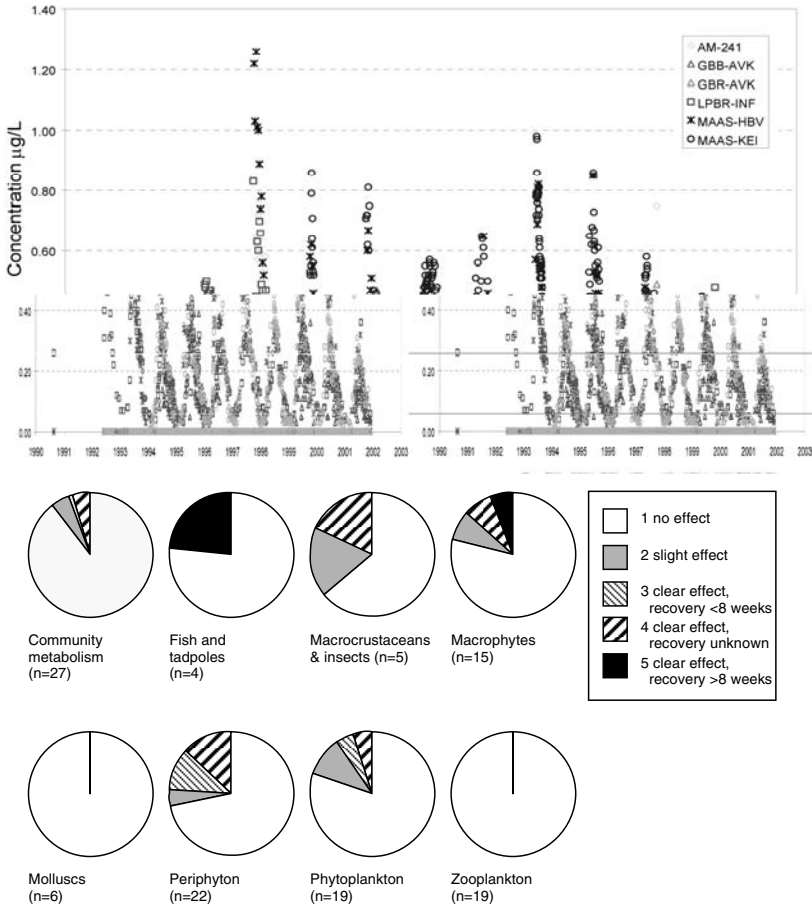 1.40
1.20
1.00
0.80
0.60
Concentration µg/L
AM-241
GBB-AVK
GBR-AVK
LPBR-INF
MAAS-HBV
MAAS-KEI
0.40
0.20
0.00
1990 1992 1993 1994 1995 1996 1997 1998 1999 2000 2001 2002 2003
0.40
0.20
0.00
1990 1992 1993 1994 1995 1996 1997 1998 1999 2000 2001 2002 2003
1 no effect
2 slight effect
3 clear effect,
recovery <8 weeks
4 clear effect,
recovery unknown
5 clear effect,
recovery >8 weeks
Community
metabolism
(n=27)
Fish and
tadpoles
(n=4)
Macrocrustaceans
& insects (n=5)
Macrophytes
(n=15)
Molluscs
(n=6)
Periphyton
(n=22)
Phytoplankton
(n=19)
Zooplankton
(n=19)